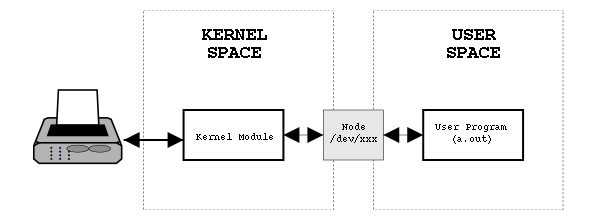 KERNEL
SPACE
USER
SPACE
Kernel Module
Node
/dev/xxx
User Program
(a.out)